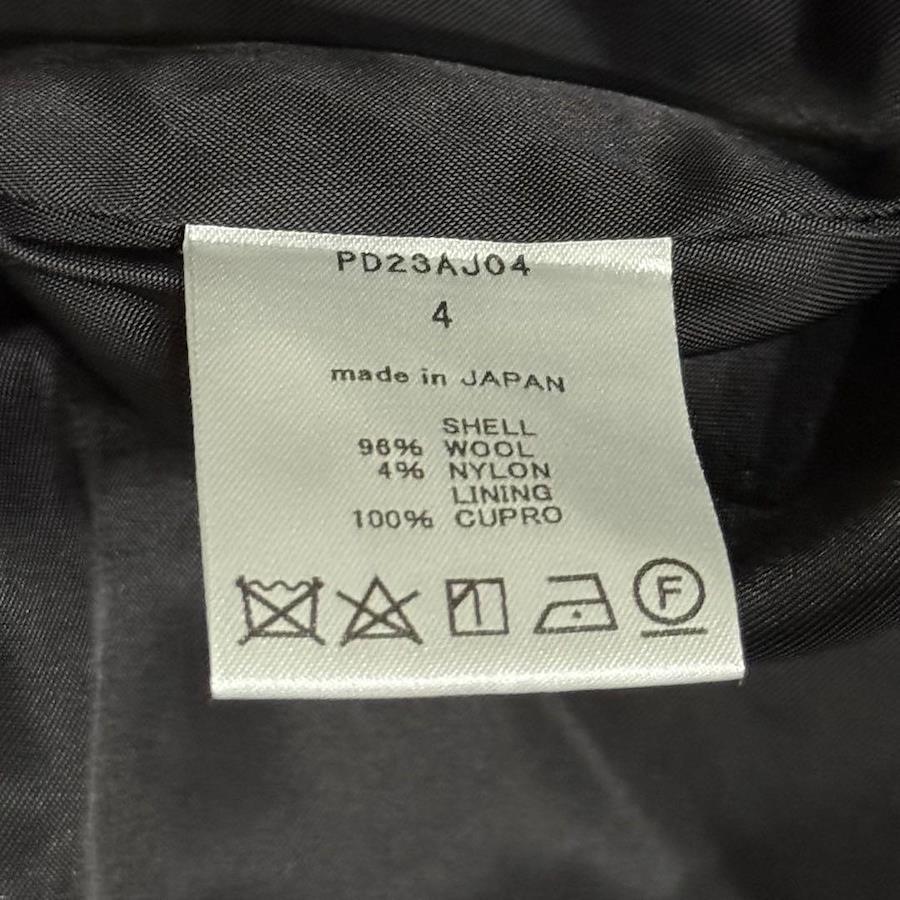 PD23AJ04
4
made in JAPAN
SHELL
96% WOOL
4% NYLON
LINING
100% CUPRO
F